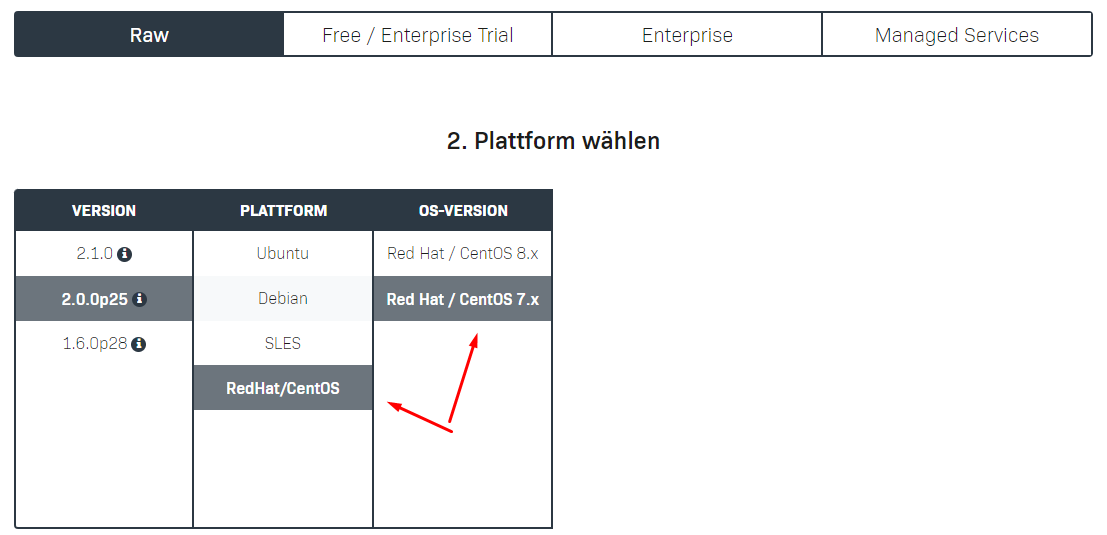 Raw Free / Enterprise Trial Enterprise Managed Services
2. Plattform wählen
VERSION PLATTFORM OS-VERSION
2.1.0 Ubuntu Red Hat / CentOS 8.x
2.0.0p25 Debian Red Hat / CentOS 7.x
1.6.0p28 SLES
RedHat/CentOS